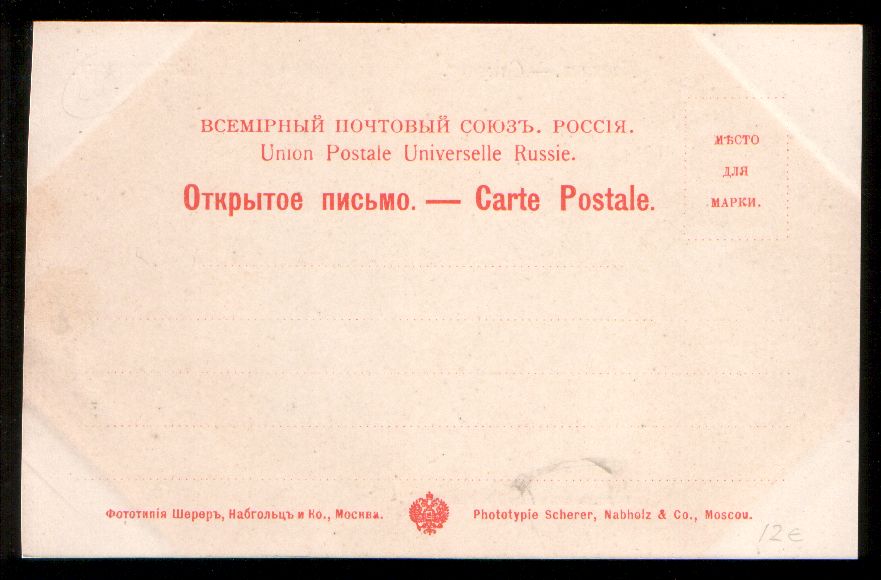 ВСЕМІРНЫЙ ПОЧТОВЫЙ СОЮЗЪ. РОССІЯ.
Union Postale Universelle Russie.
Открытое письмо. — Carte Postale.
МѢСТО
ДЛЯ
МАРКИ.
Фототипія Шереръ, Набгольцъ и Ко., Москва.
Phototypie Scherer, Nabholz & Co., Moscou.
12€